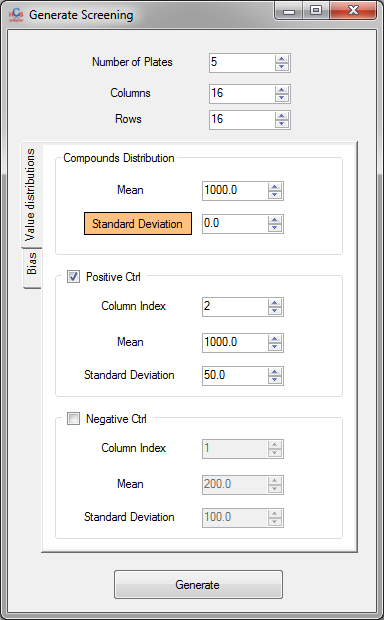 Generate Screening
Number of Plates 5
Columns 16
Rows 16
Value distributions
Bias
Compounds Distribution
Mean 1000.0
Standard Deviation 0.0
Positive Ctrl
Column Index 2
Mean 1000.0
Standard Deviation 50.0
Negative Ctrl
Column Index 1
Mean 200.0
Standard Deviation 100.0
Generate